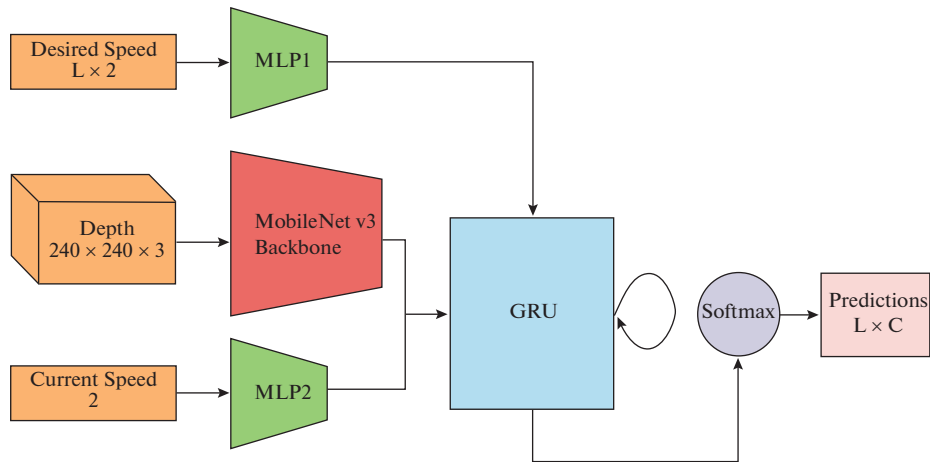 Desired Speed
L × 2
MLP1
Depth
240 × 240 × 3
MobileNet v3
Backbone
Current Speed
2
MLP2
GRU
Softmax
Predictions
L × C